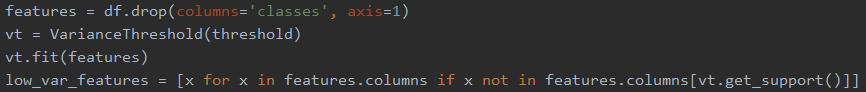 features = df.drop(columns='classes', axis=1)
vt = VarianceThreshold(threshold)
vt.fit(features)
low_var_features = [x for x in features.columns if x not in features.columns[vt.get_support()]]